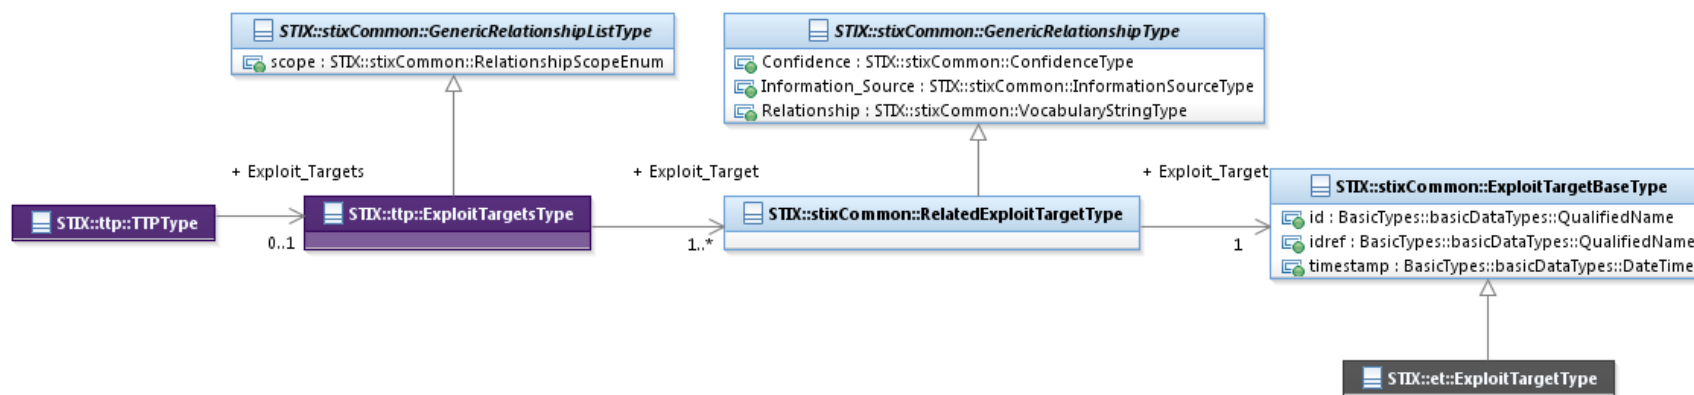 STIX::stixCommon::GenericRelationshipListType
scope : STIX::stixCommon::RelationshipScopeEnum
STIX::stixCommon::GenericRelationshipType
Confidence : STIX::stixCommon::ConfidenceType
Information_Source : STIX::stixCommon::InformationSourceType
Relationship : STIX::stixCommon::VocabularyStringType
+ Exploit_Targets
+ Exploit_Target
+ Exploit_Target
STIX::ttp::TTPType
0..1
STIX::ttp::ExploitTargetsType
1..*
STIX::stixCommon::RelatedExploitTargetType
1
STIX::stixCommon::ExploitTargetBaseType
id : BasicTypes::basicDataTypes::QualifiedName
idref : BasicTypes::basicDataTypes::QualifiedName
timestamp : BasicTypes::basicDataTypes::DateTime
STIX::et::ExploitTargetType